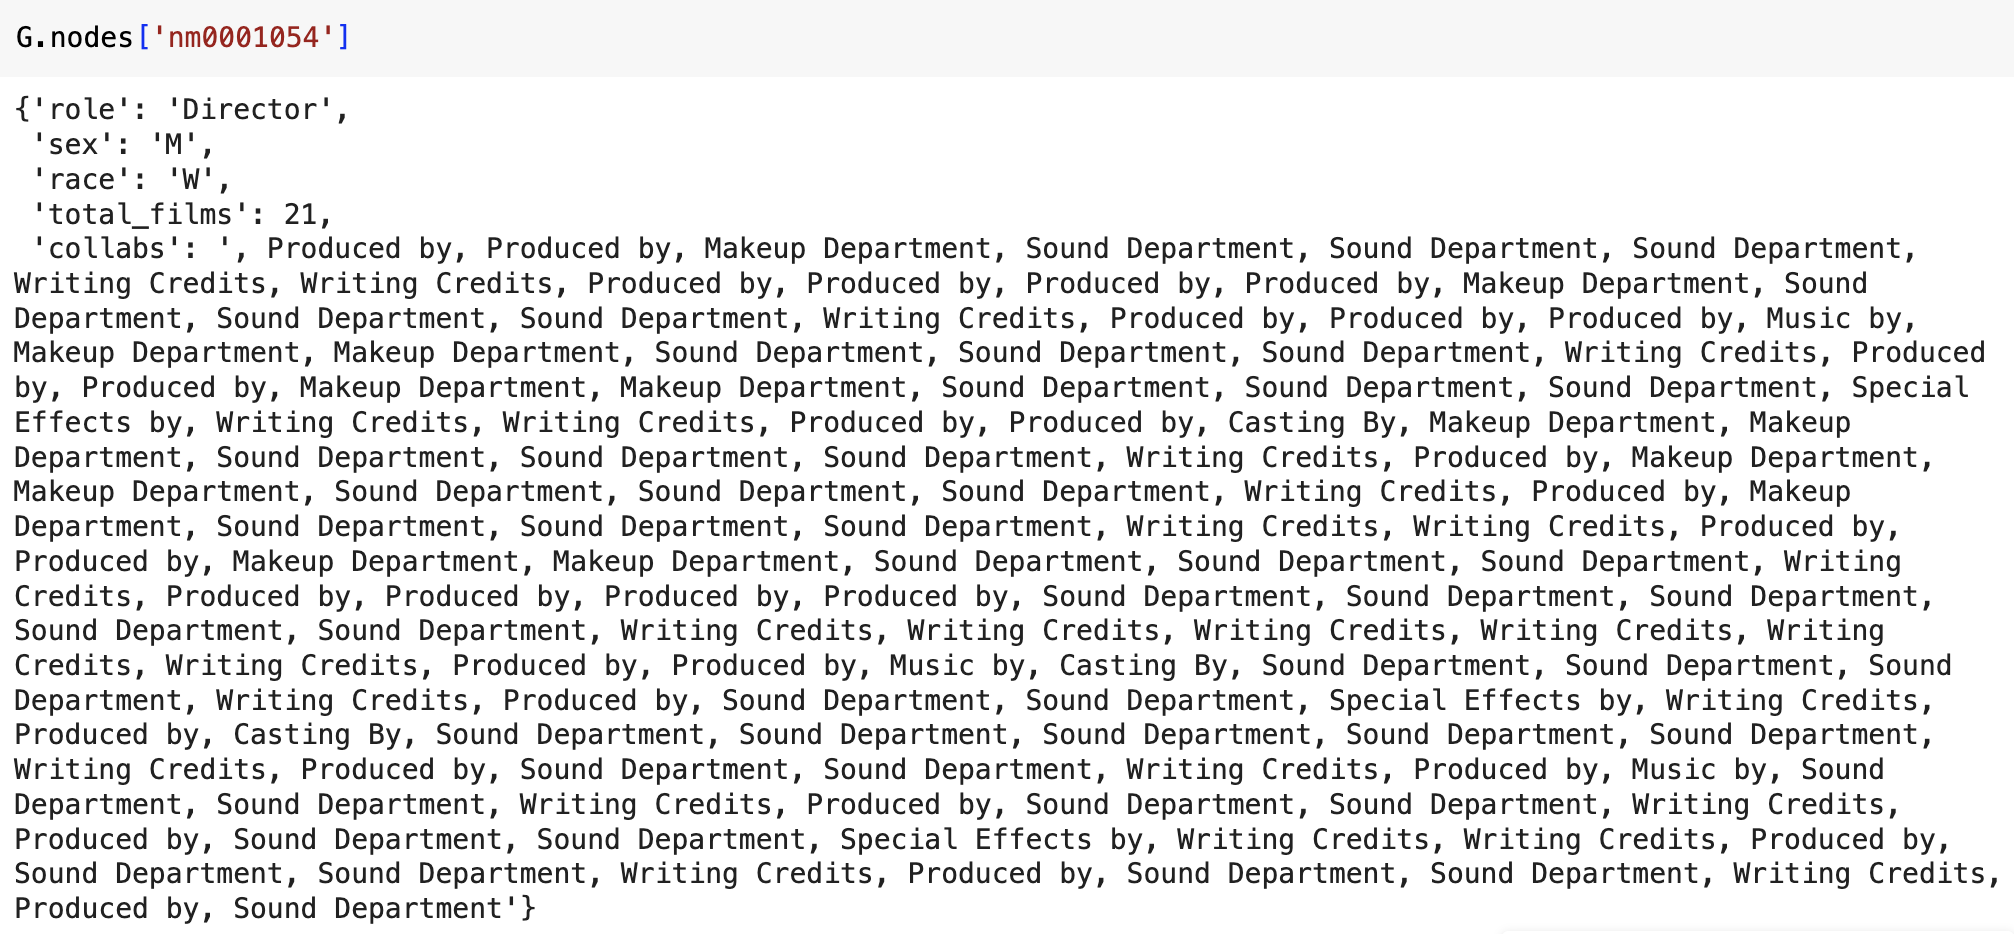 G.nodes['nm0001054']
{'role': 'Director',
 'sex': 'M',
 'race': 'W',
 'total_films': 21,
 'collabs': ', Produced by, Produced by, Makeup Department, Sound Department, Sound Department, Sound Department,
Writing Credits, Writing Credits, Produced by, Produced by, Produced by, Produced by, Makeup Department, Sound
Department, Sound Department, Sound Department, Writing Credits, Produced by, Produced by, Produced by, Music by,
Makeup Department, Makeup Department, Sound Department, Sound Department, Sound Department, Writing Credits, Produced
by, Produced by, Makeup Department, Makeup Department, Sound Department, Sound Department, Sound Department, Special
Effects by, Writing Credits, Writing Credits, Produced by, Produced by, Casting By, Makeup Department, Makeup
Department, Sound Department, Sound Department, Sound Department, Writing Credits, Produced by, Makeup Department,
Makeup Department, Sound Department, Sound Department, Sound Department, Writing Credits, Produced by, Makeup
Department, Sound Department, Sound Department, Sound Department, Writing Credits, Writing Credits, Produced by,
Produced by, Makeup Department, Makeup Department, Sound Department, Sound Department, Sound Department, Writing
Credits, Produced by, Produced by, Produced by, Produced by, Sound Department, Sound Department, Sound Department,
Sound Department, Sound Department, Writing Credits, Writing Credits, Writing Credits, Writing Credits, Writing
Credits, Writing Credits, Produced by, Produced by, Music by, Casting By, Sound Department, Sound Department, Sound
Department, Writing Credits, Produced by, Sound Department, Sound Department, Special Effects by, Writing Credits,
Produced by, Casting By, Sound Department, Sound Department, Sound Department, Sound Department, Sound Department,
Writing Credits, Produced by, Sound Department, Sound Department, Writing Credits, Produced by, Music by, Sound
Department, Sound Department, Writing Credits, Produced by, Sound Department, Sound Department, Writing Credits,
Produced by, Sound Department, Sound Department, Special Effects by, Writing Credits, Writing Credits, Produced by,
Sound Department, Sound Department, Writing Credits, Produced by, Sound Department, Sound Department, Writing Credits,
Produced by, Sound Department'}